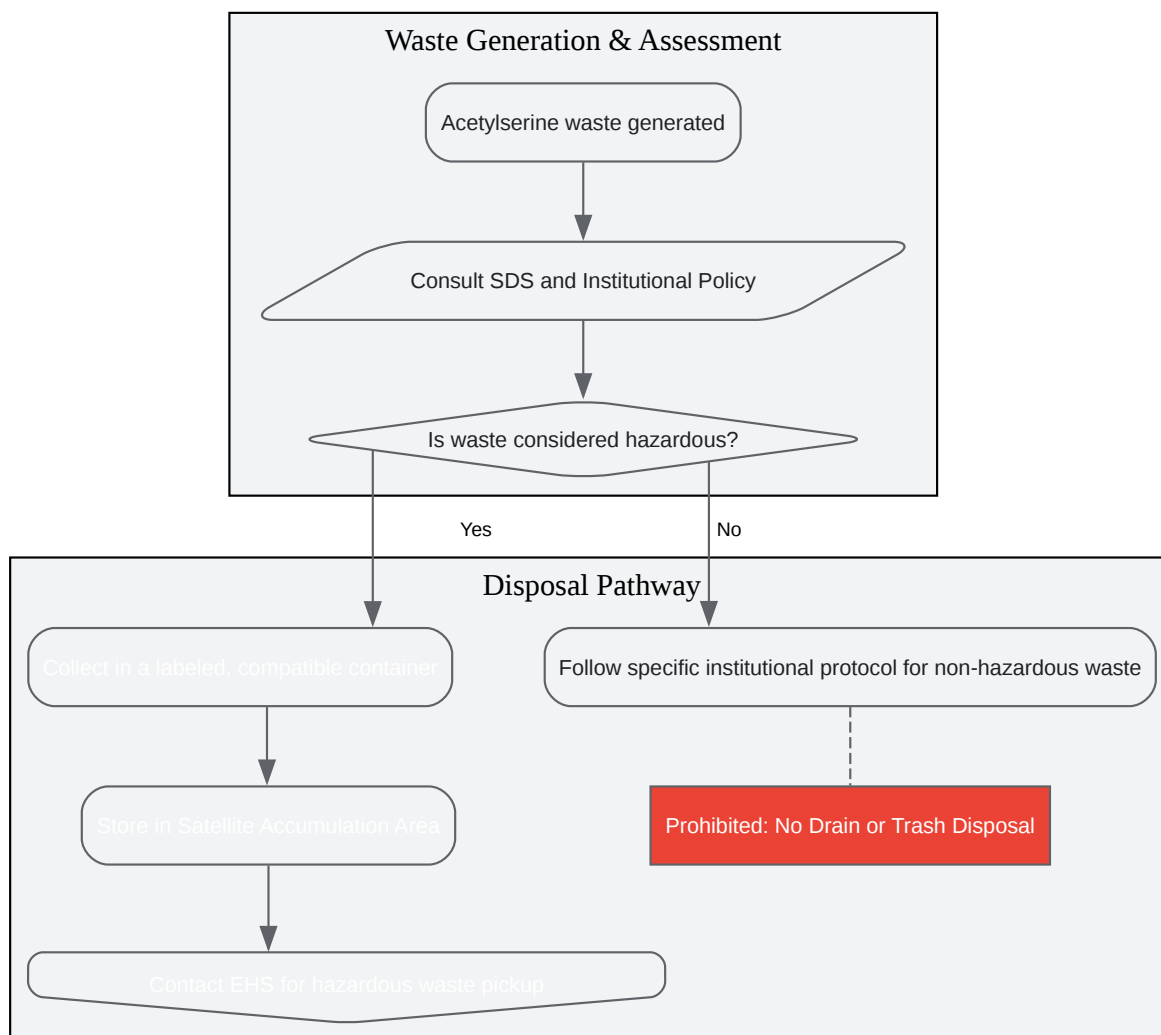 Waste Generation & Assessment
Acetylserine waste generated
Consult SDS and Institutional Policy
Is waste considered hazardous?
Yes
No
Disposal Pathway
Collect in a labeled, compatible container
Follow specific institutional protocol for non-hazardous waste
Store in Satellite Accumulation Area
Prohibited: No Drain or Trash Disposal
Contact EHS for hazardous waste pickup